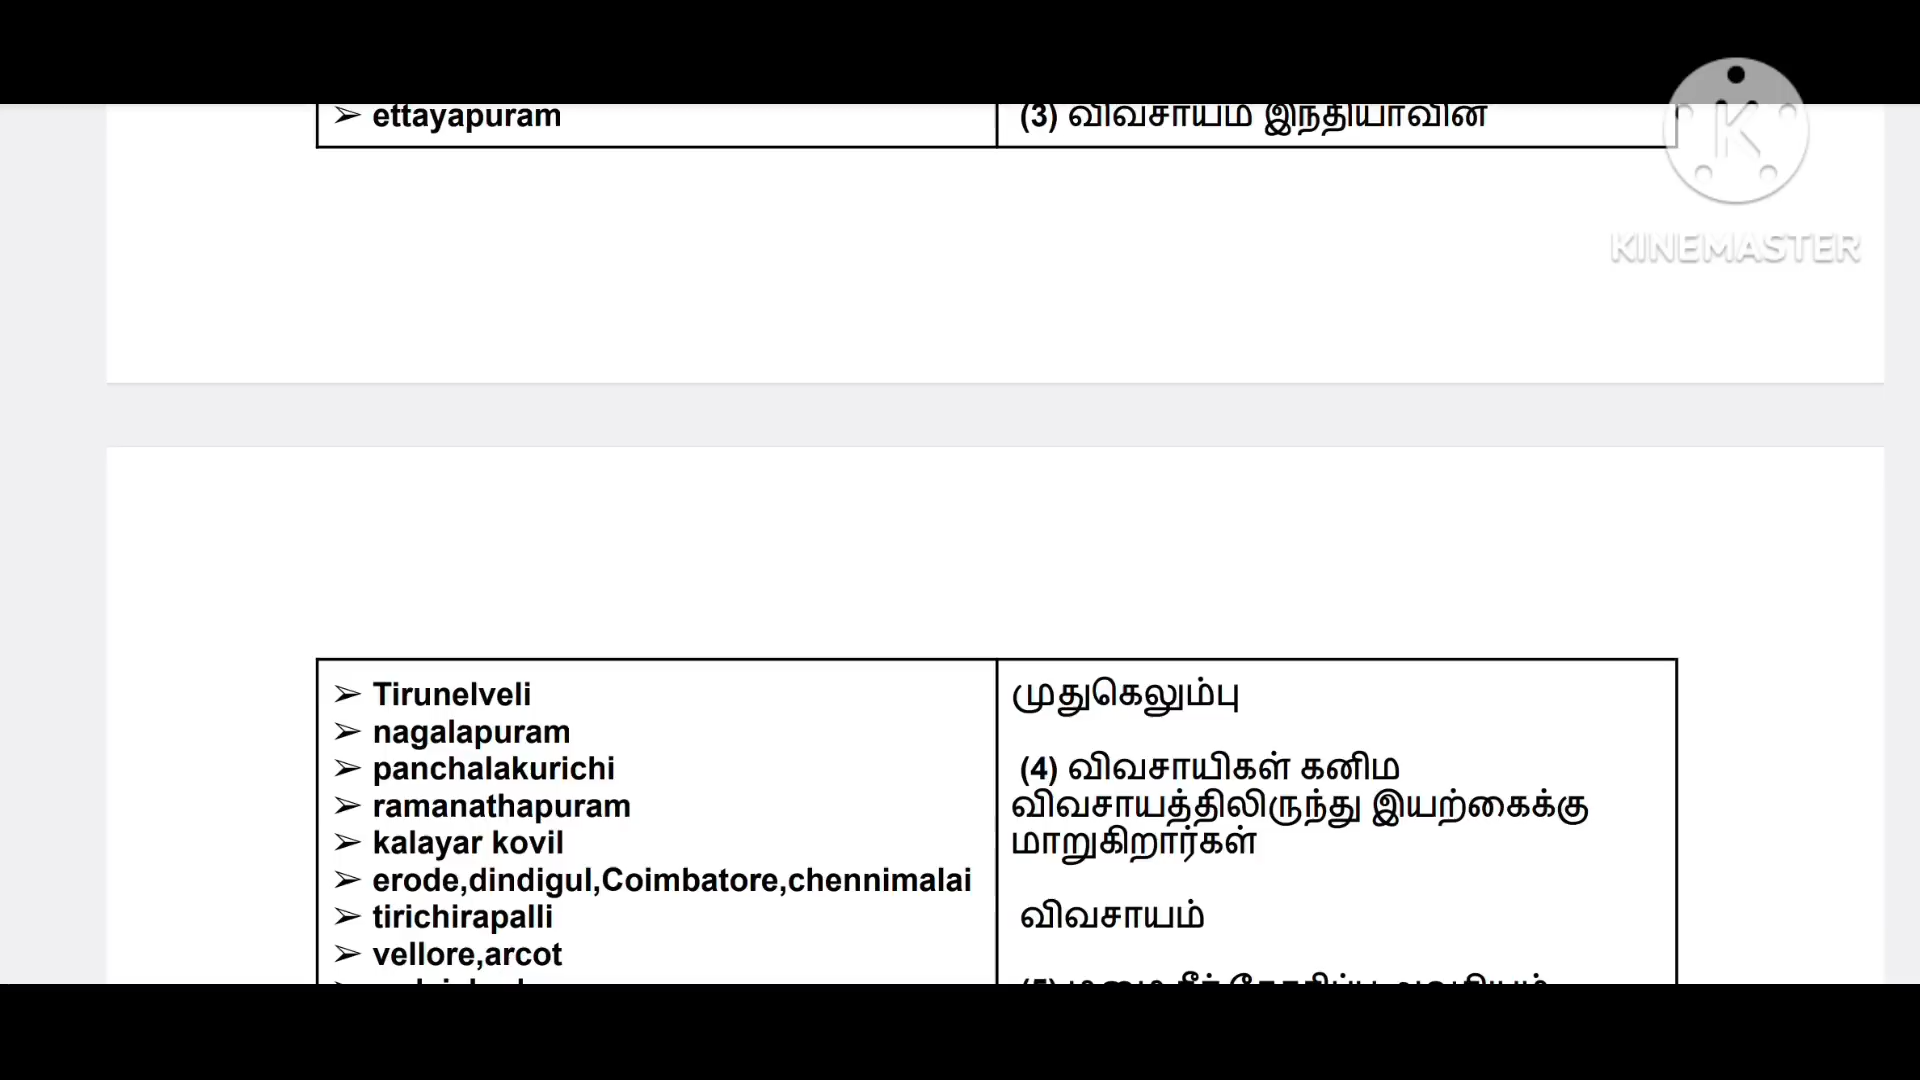 ettayapuram
(3) விவசாயம் இந்தியாவின்
KINEMASTER
Tirunelveli
nagalapuram
panchalakurichi
ramanathapuram
kalayar kovil
erode,dindigul,Coimbatore,chennimalai
tirichirapalli
vellore,arcot
முதுகெலும்பு
(4) விவசாயிகள் கனிம
விவசாயத்திலிருந்து இயற்கைக்கு
மாறுகிறார்கள்
விவசாயம்